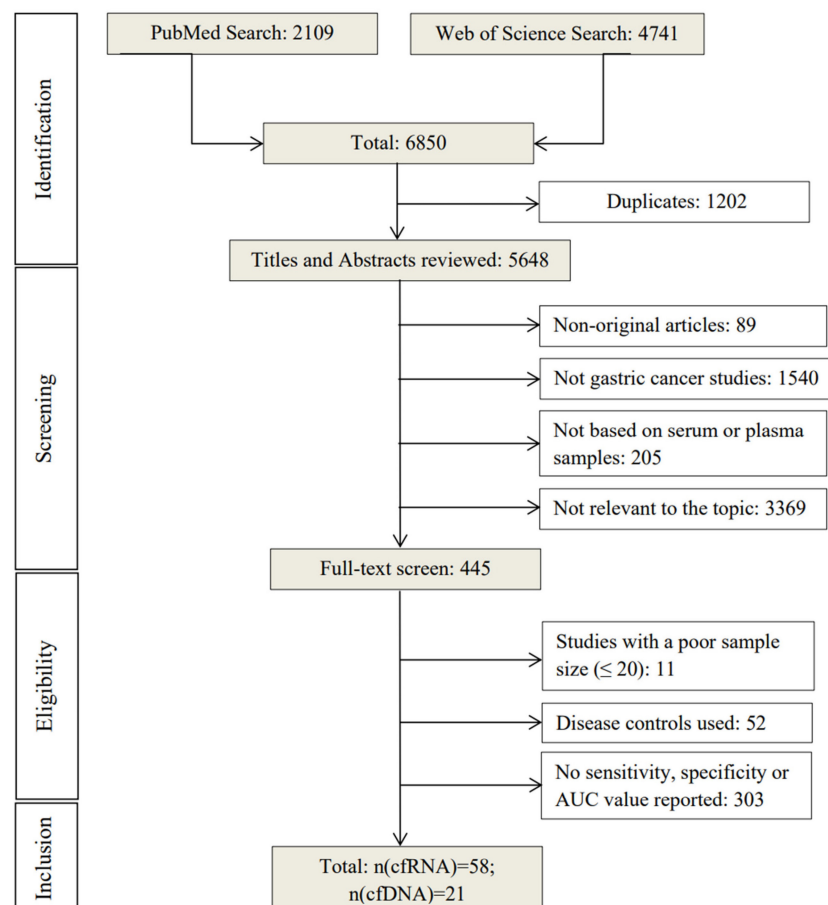 PubMed Search: 2109
Web of Science Search: 4741
Identification
Total: 6850
Duplicates: 1202
Titles and Abstracts reviewed: 5648
Screening
Non-original articles: 89
Not gastric cancer studies: 1540
Not based on serum or plasma
samples: 205
Not relevant to the topic: 3369
Full-text screen: 445
Eligibility
Studies with a poor sample
size (≤ 20): 11
Disease controls used: 52
No sensitivity, specificity or
AUC value reported: 303
Inclusion
Total: n(cfRNA)=58;
n(cfDNA)=21